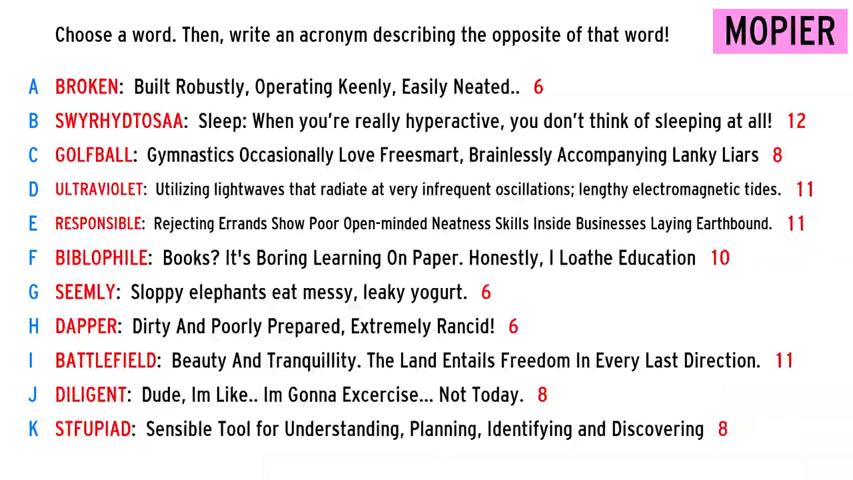 Choose a word. Then, write an acronym describing the opposite of that word!
MOPIER
A BROKEN: Built Robustly, Operating Keenly, Easily Neated.. 6
B SWYRHYDTOSAA: Sleep: When you're really hyperactive, you don't think of sleeping at all! 12
C GOLFBALL: Gymnastics Occasionally Love Freesmart, Brainlessly Accompanying Lanky Liars 8
D ULTRAVIOLET: Utilizing lightwaves that radiate at very infrequent oscillations; lengthy electromagnetic tides. 11
E RESPONSIBLE: Rejecting Errands Show Poor Open-minded Neatness Skills Inside Businesses Laying Earthbound. 11
F BIBLOPHILE: Books? It's Boring Learning On Paper. Honestly, I Loathe Education 10
G SEEMLY: Sloppy elephants eat messy, leaky yogurt. 6
H DAPPER: Dirty And Poorly Prepared, Extremely Rancid! 6
I BATTLEFIELD: Beauty And Tranquillity. The Land Entails Freedom In Every Last Direction. 11
J DILIGENT: Dude, Im Like.. Im Gonna Excercise... Not Today. 8
K STFUPIAD: Sensible Tool for Understanding, Planning, Identifying and Discovering 8